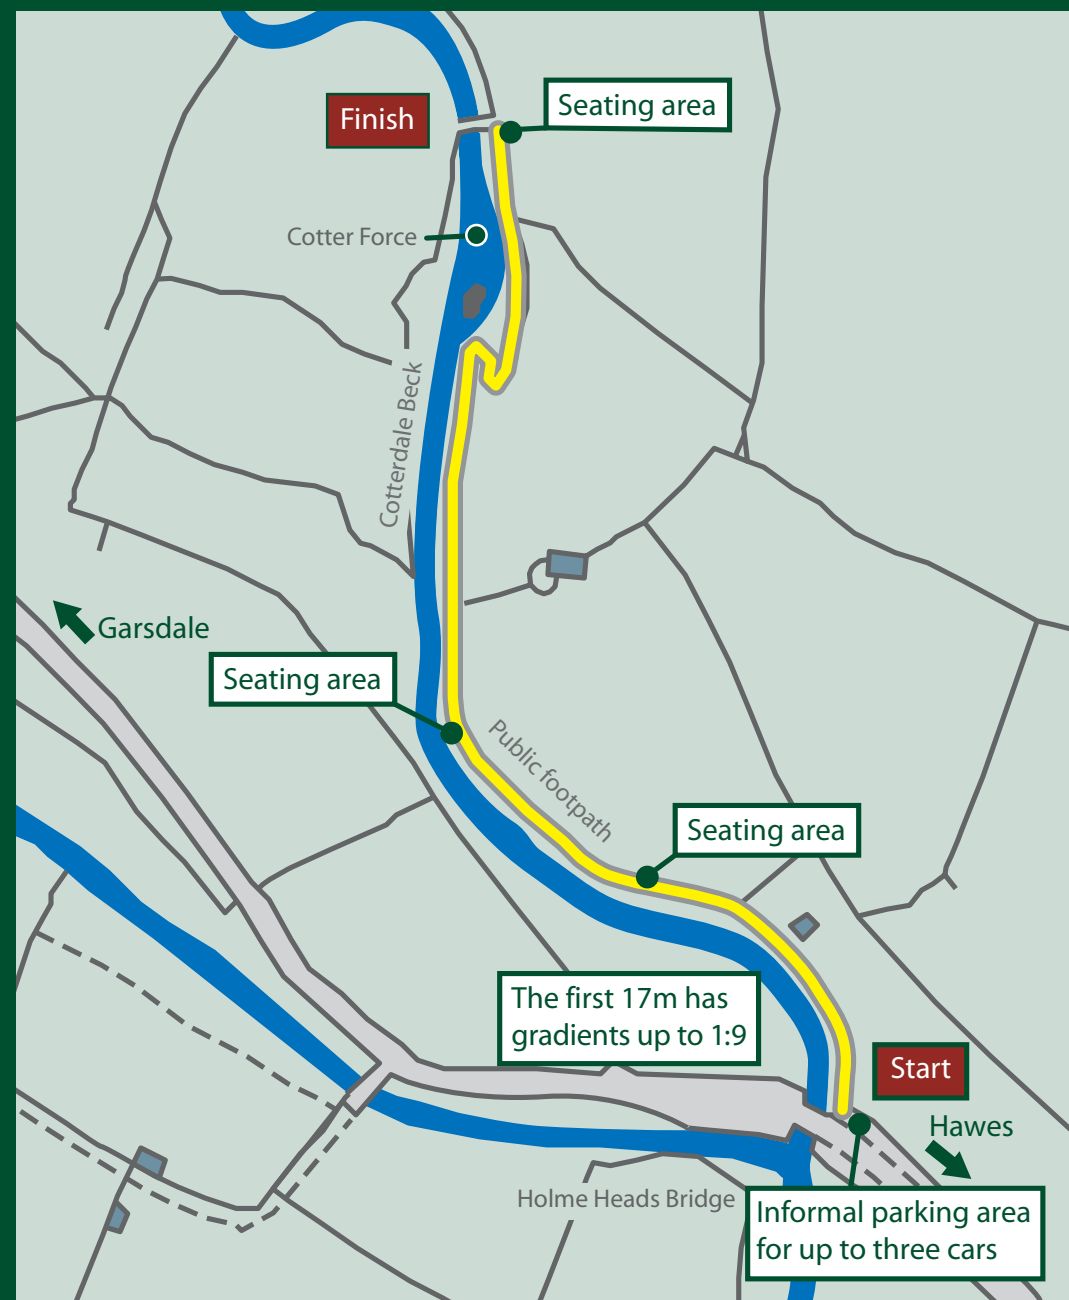 Seating area
Finish
Cotter Force
Cotterdale Beck
Garsdale
Seating area
Public footpath
Seating area
The first 17m has
gradients up to 1:9
Start
Hawes
Holme Heads Bridge
Informal parking area
for up to three cars